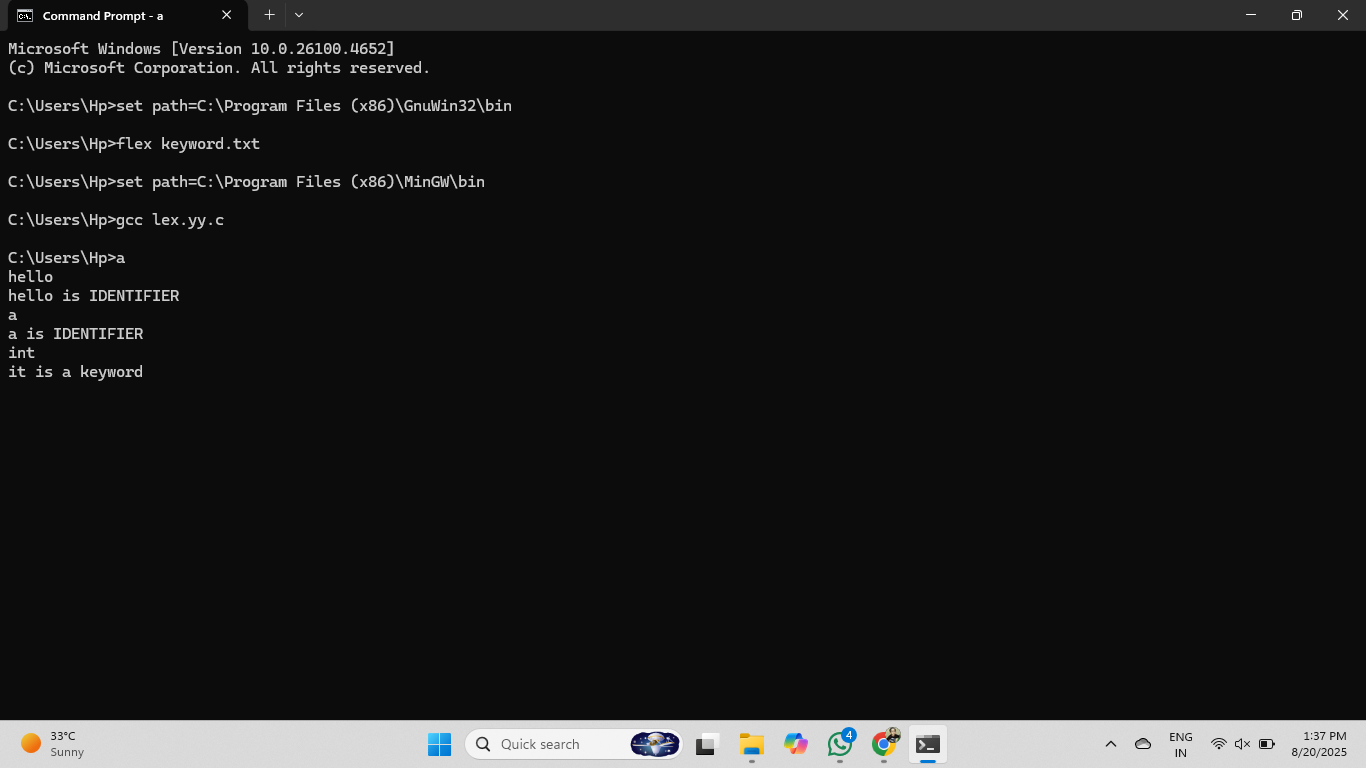 Command Prompt - a
Microsoft Windows [Version 10.0.26100.4652]
(c) Microsoft Corporation. All rights reserved.
C:\Users\Hp>set path=C:\Program Files (x86)\GnuWin32\bin
C:\Users\Hp>flex keyword.txt
C:\Users\Hp>set path=C:\Program Files (x86)\MinGW\bin
C:\Users\Hp>gcc lex.yy.c
C:\Users\Hp>a
hello
hello is IDENTIFIER
a
a is IDENTIFIER
int
it is a keyword
33°C
Sunny
Quick search
4
ENG
IN
1:37 PM
8/20/2025